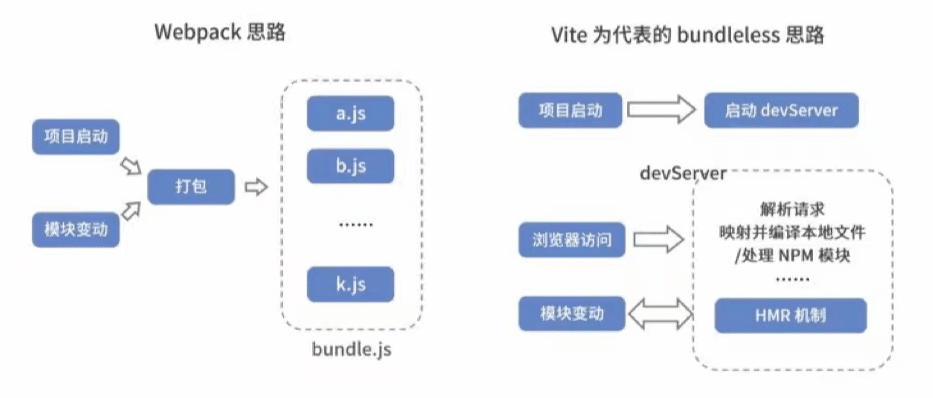 Webpack 思路
项目启动
模块变动
打包
a.js
b.js
......
k.js
bundle.js
Vite 为代表的 bundleless 思路
项目启动
启动 devServer
devServer
浏览器访问
解析请求
映射并编译本地文件
/处理 NPM 模块
......
模块变动
HMR 机制